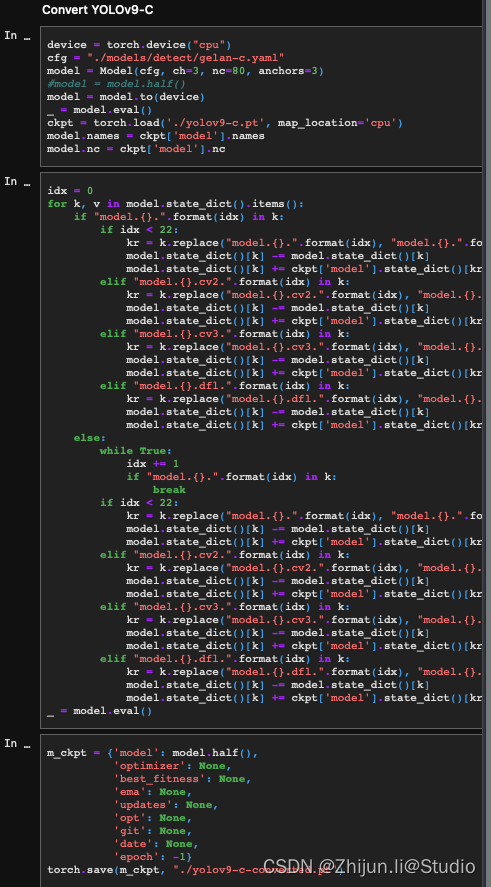 Convert YOLOv9-C
In …
device = torch.device("cpu")
cfg = "./models/detect/gelan-c.yaml"
model = Model(cfg, ch=3, nc=80, anchors=3)
#model = model.half()
model = model.to(device)
_ = model.eval()
ckpt = torch.load('./yolov9-c.pt', map_location='cpu')
model.names = ckpt['model'].names
model.nc = ckpt['model'].nc
In …
idx = 0
for k, v in model.state_dict().items():
    if "model.{}.".format(idx) in k:
        if idx < 22:
            kr = k.replace("model.{}.".format(idx), "model.{}.".fo
            model.state_dict()[k] -= model.state_dict()[k]
            model.state_dict()[k] += ckpt['model'].state_dict()[kr
        elif "model.{}.cv2.".format(idx) in k:
            kr = k.replace("model.{}.cv2.".format(idx), "model.{}.
            model.state_dict()[k] -= model.state_dict()[k]
            model.state_dict()[k] += ckpt['model'].state_dict()[kr
        elif "model.{}.cv3.".format(idx) in k:
            kr = k.replace("model.{}.cv3.".format(idx), "model.{}.
            model.state_dict()[k] -= model.state_dict()[k]
            model.state_dict()[k] += ckpt['model'].state_dict()[kr
        elif "model.{}.dfl.".format(idx) in k:
            kr = k.replace("model.{}.dfl.".format(idx), "model.{}.
            model.state_dict()[k] -= model.state_dict()[k]
            model.state_dict()[k] += ckpt['model'].state_dict()[kr
    else:
        while True:
            idx += 1
            if "model.{}.".format(idx) in k:
                break
        if idx < 22:
            kr = k.replace("model.{}.".format(idx), "model.{}.".fo
            model.state_dict()[k] -= model.state_dict()[k]
            model.state_dict()[k] += ckpt['model'].state_dict()[kr
        elif "model.{}.cv2.".format(idx) in k:
            kr = k.replace("model.{}.cv2.".format(idx), "model.{}.
            model.state_dict()[k] -= model.state_dict()[k]
            model.state_dict()[k] += ckpt['model'].state_dict()[kr
        elif "model.{}.cv3.".format(idx) in k:
            kr = k.replace("model.{}.cv3.".format(idx), "model.{}.
            model.state_dict()[k] -= model.state_dict()[k]
            model.state_dict()[k] += ckpt['model'].state_dict()[kr
        elif "model.{}.dfl.".format(idx) in k:
            kr = k.replace("model.{}.dfl.".format(idx), "model.{}.
            model.state_dict()[k] -= model.state_dict()[k]
            model.state_dict()[k] += ckpt['model'].state_dict()[kr
_ = model.eval()
In …
m_ckpt = {'model': model.half(),
          'optimizer': None,
          'best_fitness': None,
          'ema': None,
          'updates': None,
          'opt': None,
          'git': None,
          'date': None,
          'epoch': -1}
torch.save(m_ckpt, "./yolov9-c-converted.pt")
CSDN @Zhijun.li@Studio